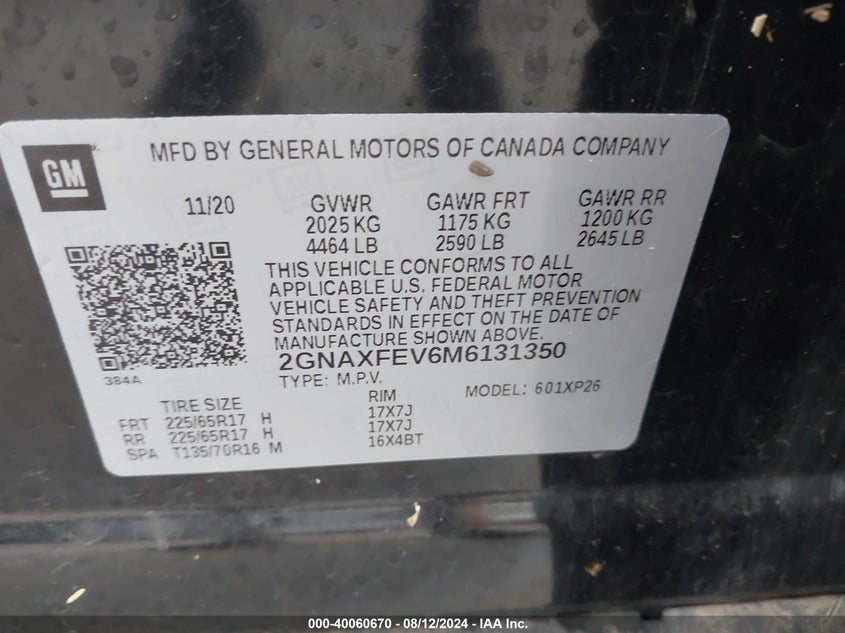 GM
MFD BY GENERAL MOTORS OF CANADA COMPANY
11/20 GVWR GAWR FRT GAWR RR
2025 KG 1175 KG 1200 KG
4464 LB 2590 LB 2645 LB
THIS VEHICLE CONFORMS TO ALL
APPLICABLE U.S. FEDERAL MOTOR
VEHICLE SAFETY AND THEFT PREVENTION
STANDARDS IN EFFECT ON THE DATE OF
MANUFACTURE SHOWN ABOVE.
2GNAXFEV6M6131350
384A
TYPE: M.P.V. MODEL: 601XP26
TIRE SIZE RIM
FRT 225/65R17 H 17X7J
RR 225/65R17 H 17X7J
SPA T135/70R16 M 16X4BT
000-40060670 - 08/12/2024 - IAA Inc.